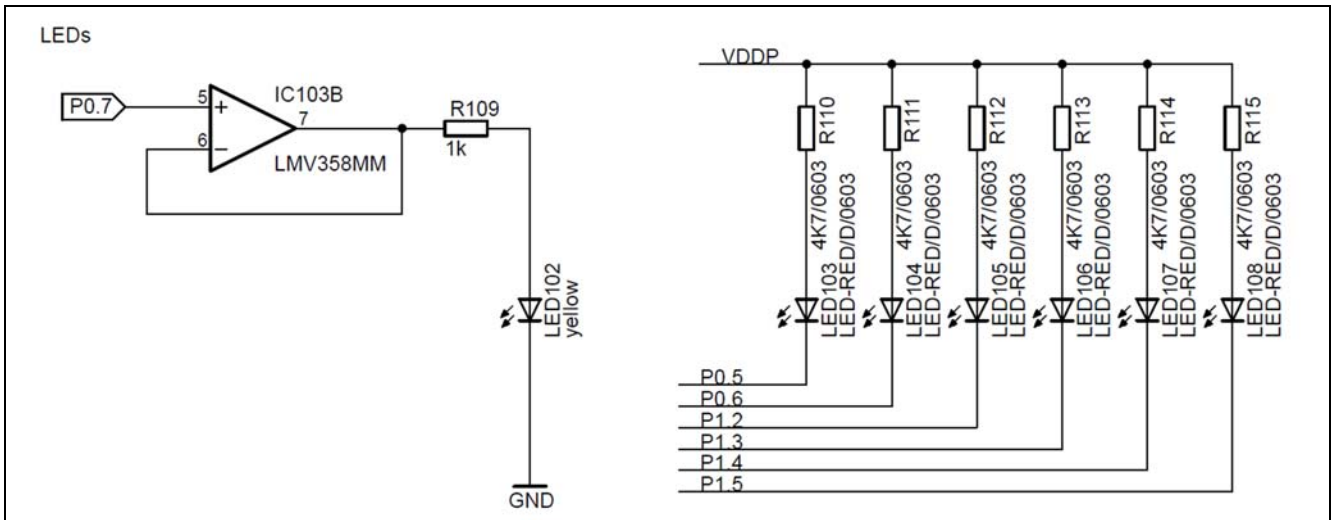 LEDs
P0.7
5
+
6
−
IC103B
7
LMV358MM
R109
1k
LED102
yellow
GND
VDDP
R110
4K7/0603
LED103
LED-RED/D/0603
R111
4K7/0603
LED104
LED-RED/D/0603
R112
4K7/0603
LED105
LED-RED/D/0603
R113
4K7/0603
LED106
LED-RED/D/0603
R114
4K7/0603
LED107
LED-RED/D/0603
R115
4K7/0603
LED108
LED-RED/D/0603
P0.5
P0.6
P1.2
P1.3
P1.4
P1.5